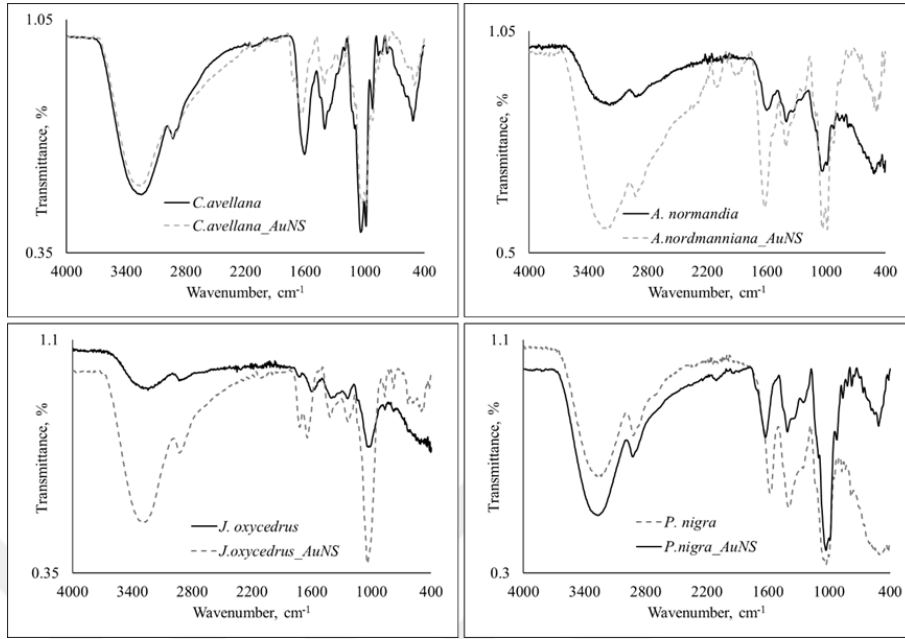 1.05
Transmittance, %
C.avellana
C.avellana_AuNS
0.35
4000 3400 2800 2200 1600 1000 400
Wavenumber, cm-1
1.05
Transmittance, %
A. normandia
A.nordmanniana_AuNS
0.5
4000 3400 2800 2200 1600 1000 400
Wavenumber, cm-1
1.1
Transmittance, %
J. oxycedrus
J.oxycedrus_AuNS
0.35
4000 3400 2800 2200 1600 1000 400
Wavenumber, cm-1
1.1
Transmittance, %
P. nigra
P.nigra_AuNS
0.3
4000 3400 2800 2200 1600 1000 400
Wavenumber, cm-1